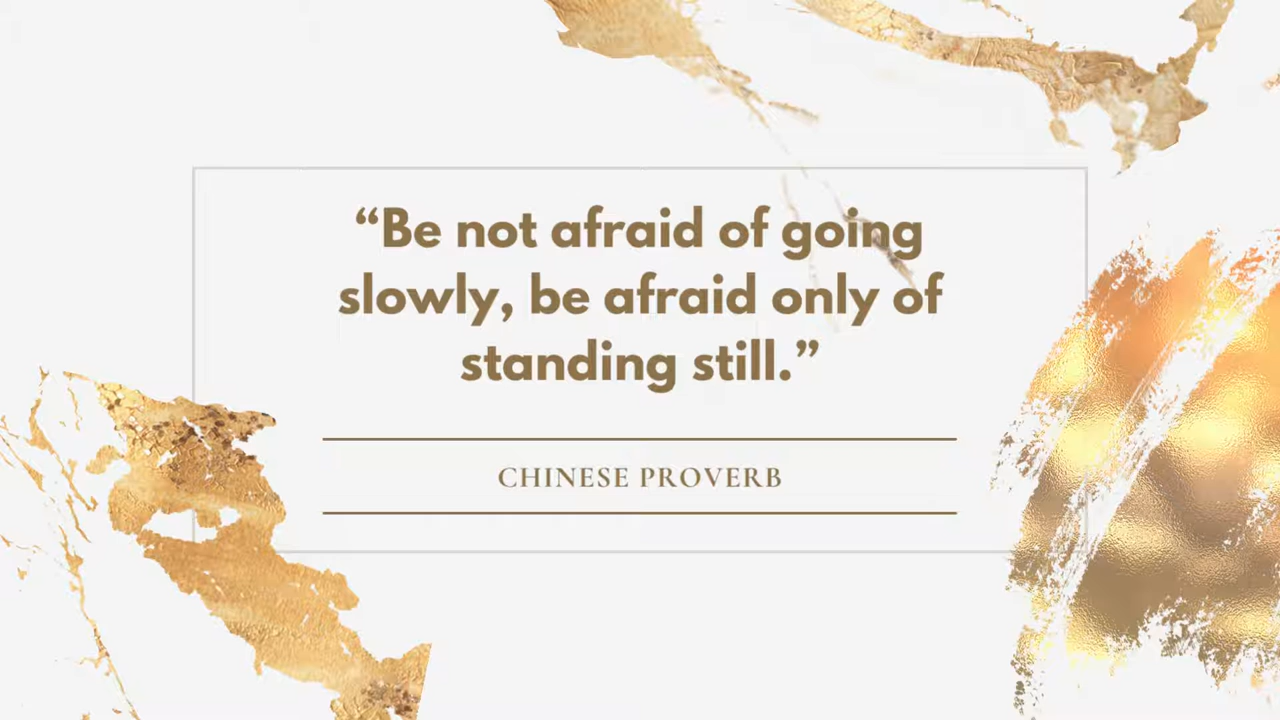 “Be not afraid of going
slowly, be afraid only of
standing still.”
CHINESE PROVERB